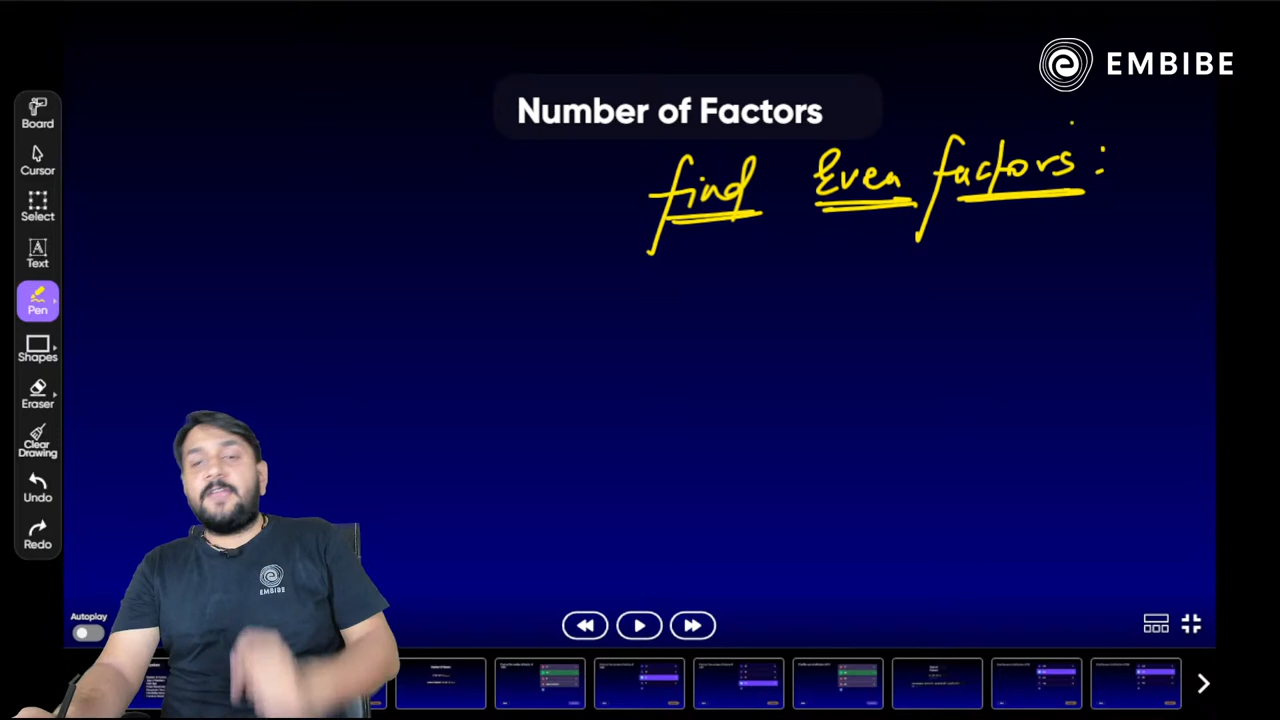 EMBIBE
Number of Factors
find Even factors:
Board
Cursor
Select
Text
Pen
Shapes
Eraser
Clear
Drawing
Undo
Redo
EMBIBE
Autoplay